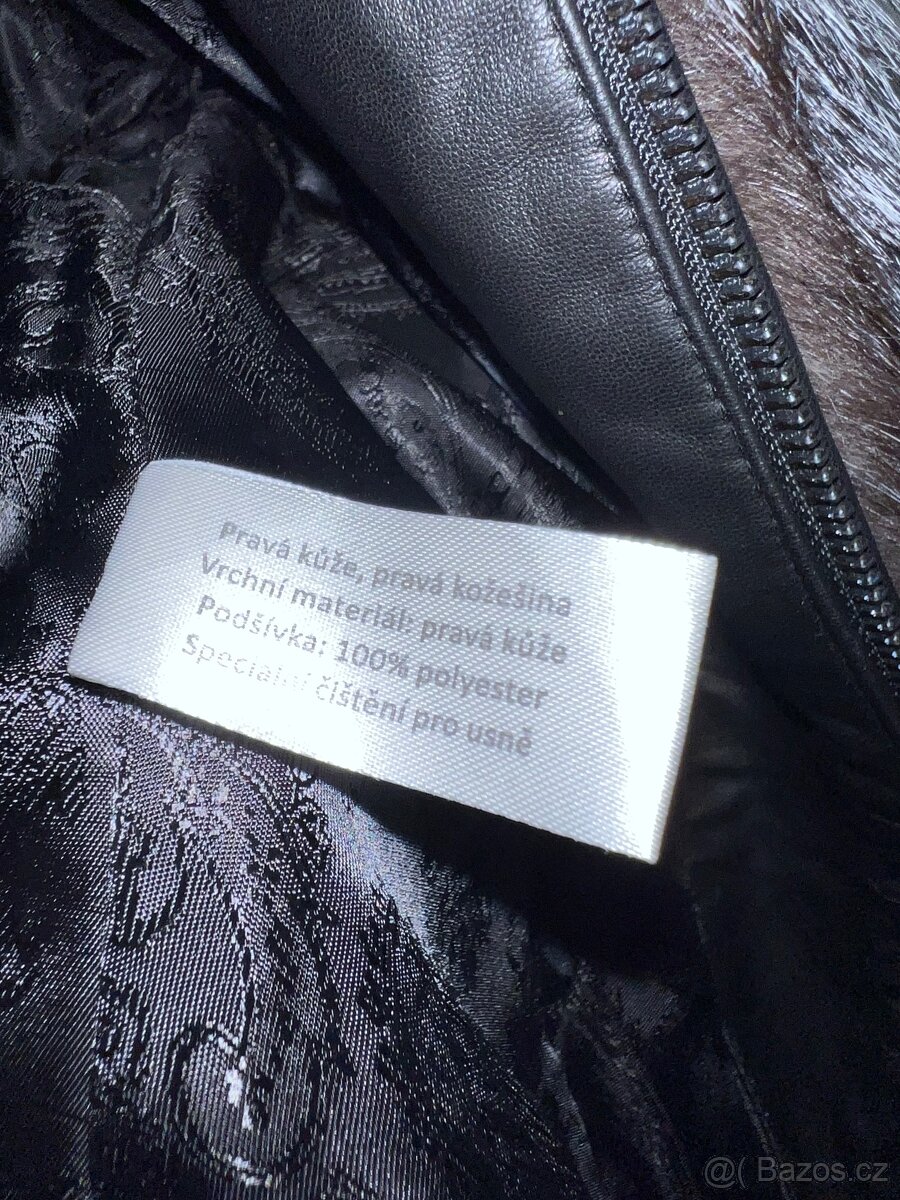 Pravá kůže, pravá kožešina
Vrchní materiál: pravá kůže
Podšívka: 100% polyester
Speciální čištění pro usně
@( Bazos.cz